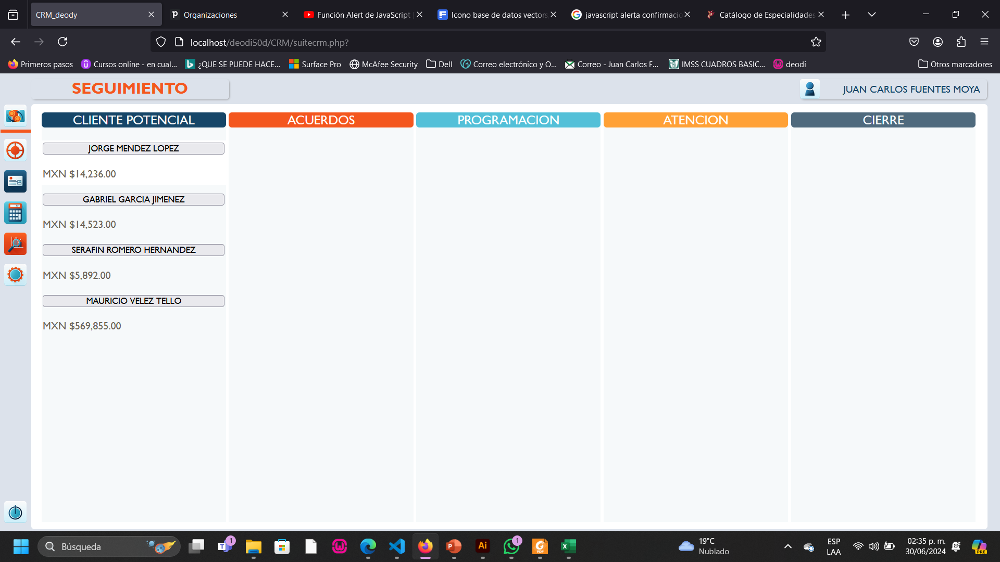 CRM_deody
Organizaciones
Función Alert de JavaScript |
Icono base de datos vectors
javascript alerta confirmacio
Catálogo de Especialidades
localhost/deodi50d/CRM/suitecrm.php?
Primeros pasos
Cursos online - en cual...
¿QUE SE PUEDE HACE...
Surface Pro
McAfee Security
Dell
Correo electrónico y O...
Correo - Juan Carlos F...
IMSS CUADROS BASIC...
deodi
Otros marcadores
SEGUIMIENTO
JUAN CARLOS FUENTES MOYA
CLIENTE POTENCIAL
ACUERDOS
PROGRAMACION
ATENCION
CIERRE
JORGE MENDEZ LOPEZ
MXN $14,236.00
GABRIEL GARCIA JIMENEZ
MXN $14,523.00
SERAFIN ROMERO HERNANDEZ
MXN $5,892.00
MAURICIO VELEZ TELLO
MXN $569,855.00
Búsqueda
1
1
19°C
Nublado
ESP
LAA
02:35 p. m.
30/06/2024
PRE